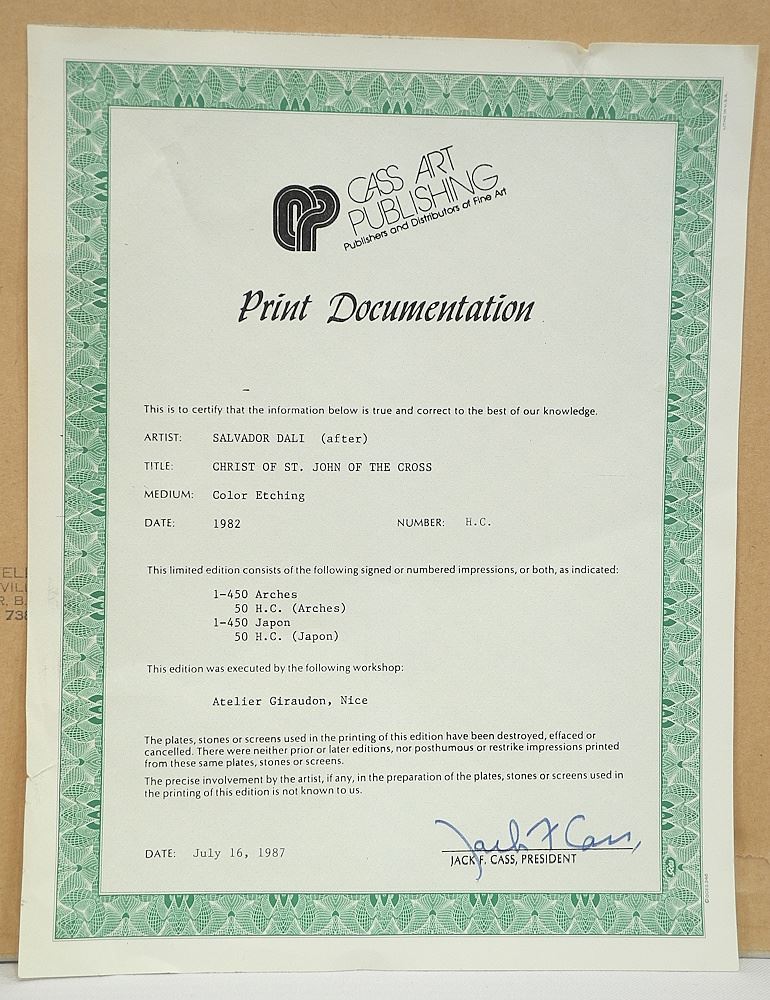 CASS ART
PUBLISHING
Publishers and Distributors of Fine Art
Print Documentation
This is to certify that the information below is true and correct to the best of our knowledge.
ARTIST: SALVADOR DALI (after)
TITLE: CHRIST OF ST. JOHN OF THE CROSS
MEDIUM: Color Etching
DATE: 1982 NUMBER: H.C.
This limited edition consists of the following signed or numbered impressions, or both, as indicated:
1-450 Arches
50 H.C. (Arches)
1-450 Japon
50 H.C. (Japon)
This edition was executed by the following workshop:
Atelier Giraudon, Nice
The plates, stones or screens used in the printing of this edition have been destroyed, effaced or
cancelled. There were neither prior or later editions, nor posthumous or restrike impressions printed
from these same plates, stones or screens.
The precise involvement by the artist, if any, in the preparation of the plates, stones or screens used in
the printing of this edition is not known to us.
Jack F Cass,
DATE: July 16, 1987
JACK F. CASS, PRESIDENT
ELL
VILL
R, B.
738